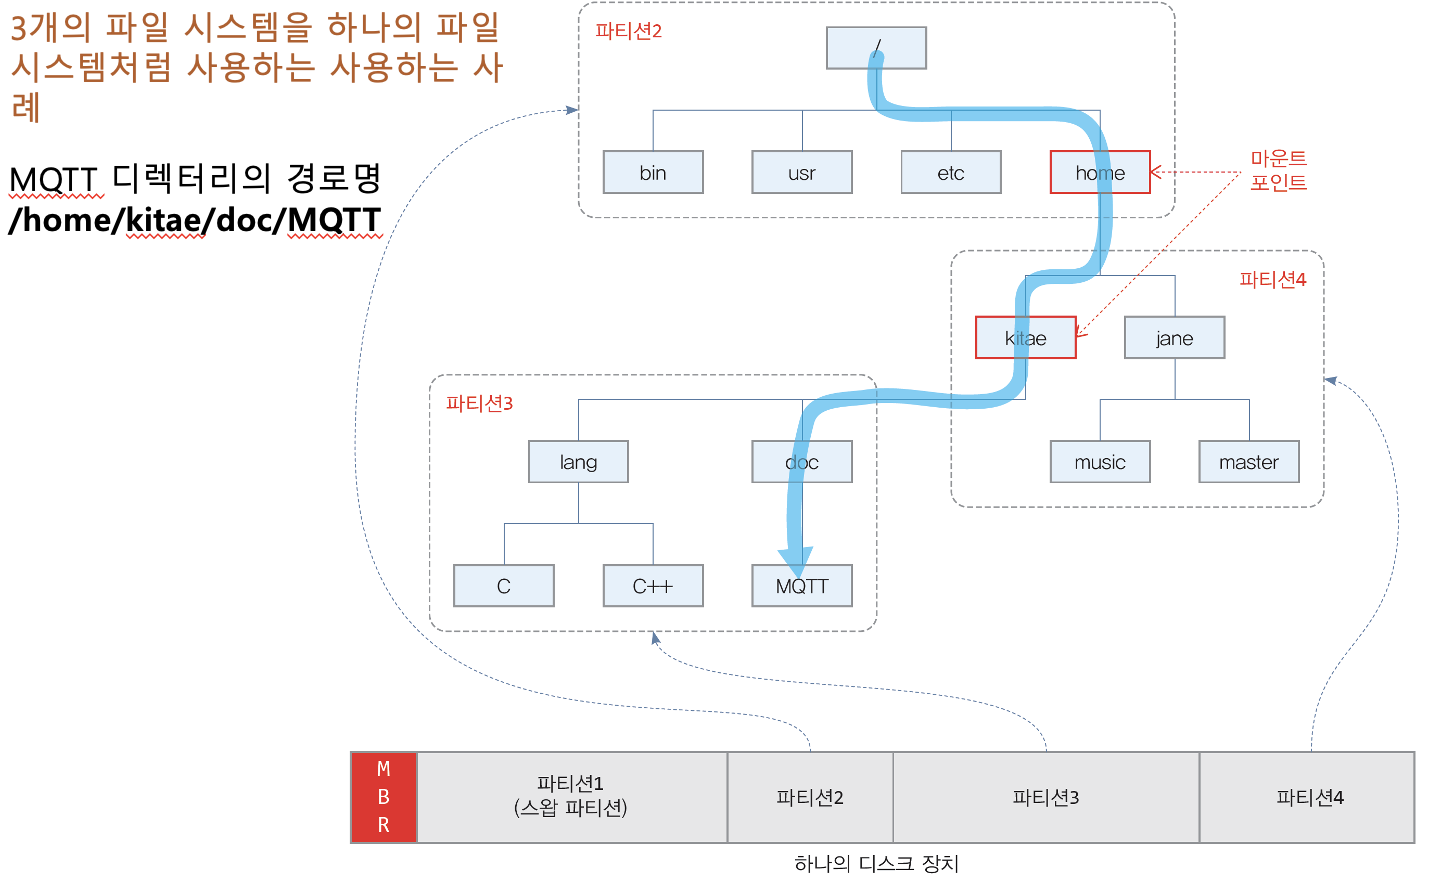 3개의 파일 시스템을 하나의 파일
시스템처럼 사용하는 사용하는 사
례
MQTT 디렉터리의 경로명
/home/kitae/doc/MQTT
파티션2
/
bin
usr
etc
home
마운트
포인트
파티션4
kitae
jane
music
master
파티션3
lang
doc
C
C++
MQTT
M
B
R
파티션1
(스왑 파티션)
파티션2
파티션3
파티션4
하나의 디스크 장치